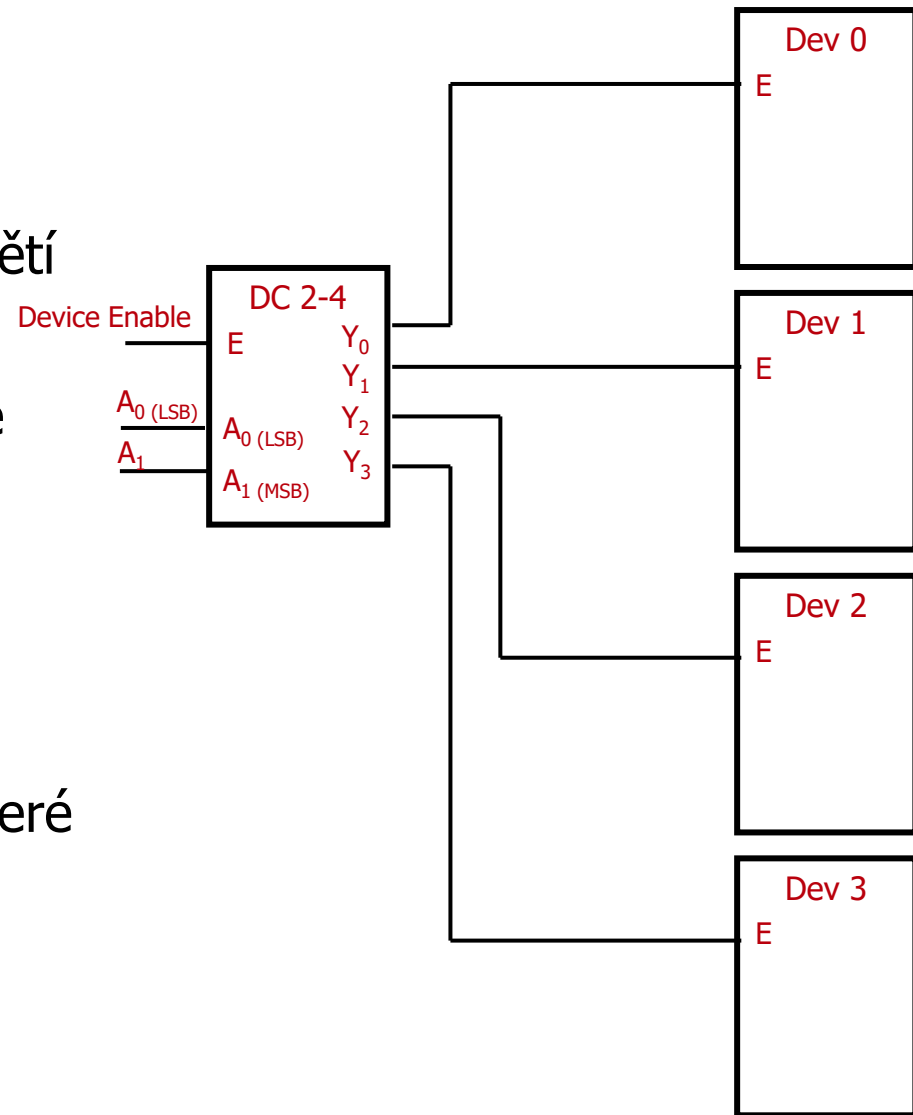 Dev 0
E
ětí
DC 2-4
Device Enable
E
Y0
Y1
A0 (LSB)
A0 (LSB)
Y2
A1
A1 (MSB)
Y3
e
Dev 1
E
Dev 2
E
eré
Dev 3
E